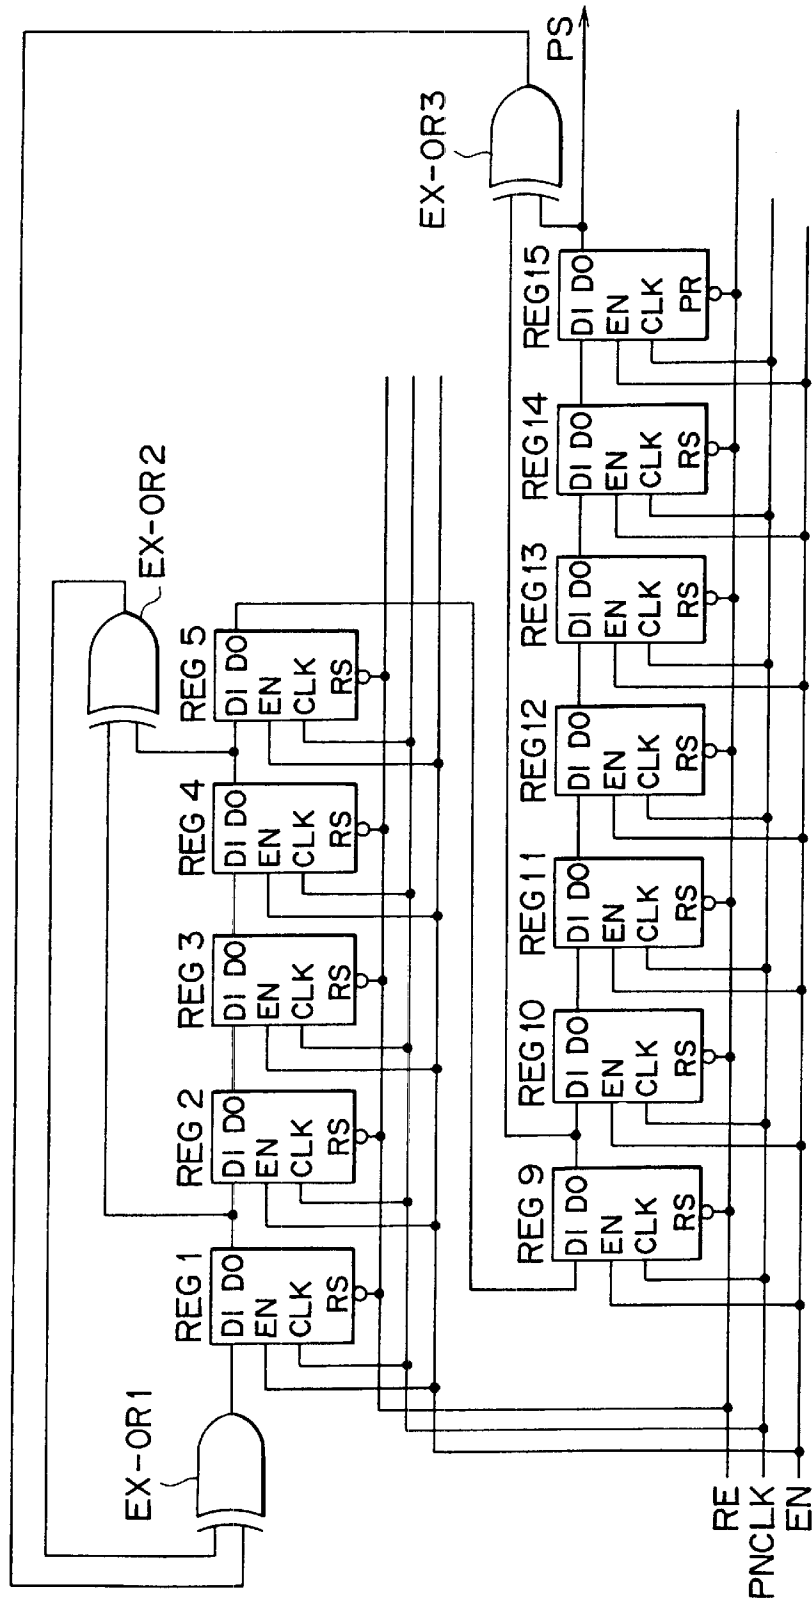 EX-OR1
EX-OR2
EX-OR3
REG 1
DI DO
EN
CLK
RS
REG 2
DI DO
EN
CLK
RS
REG 3
DI DO
EN
CLK
RS
REG 4
DI DO
EN
CLK
RS
REG 5
DI DO
EN
CLK
RS
REG 9
DI DO
EN
CLK
RS
REG10
DI DO
EN
CLK
RS
REG11
DI DO
EN
CLK
RS
REG12
DI DO
EN
CLK
RS
REG13
DI DO
EN
CLK
RS
REG14
DI DO
EN
CLK
RS
REG15
DI DO
EN
CLK
PR
PS
RE
PNCLK
EN